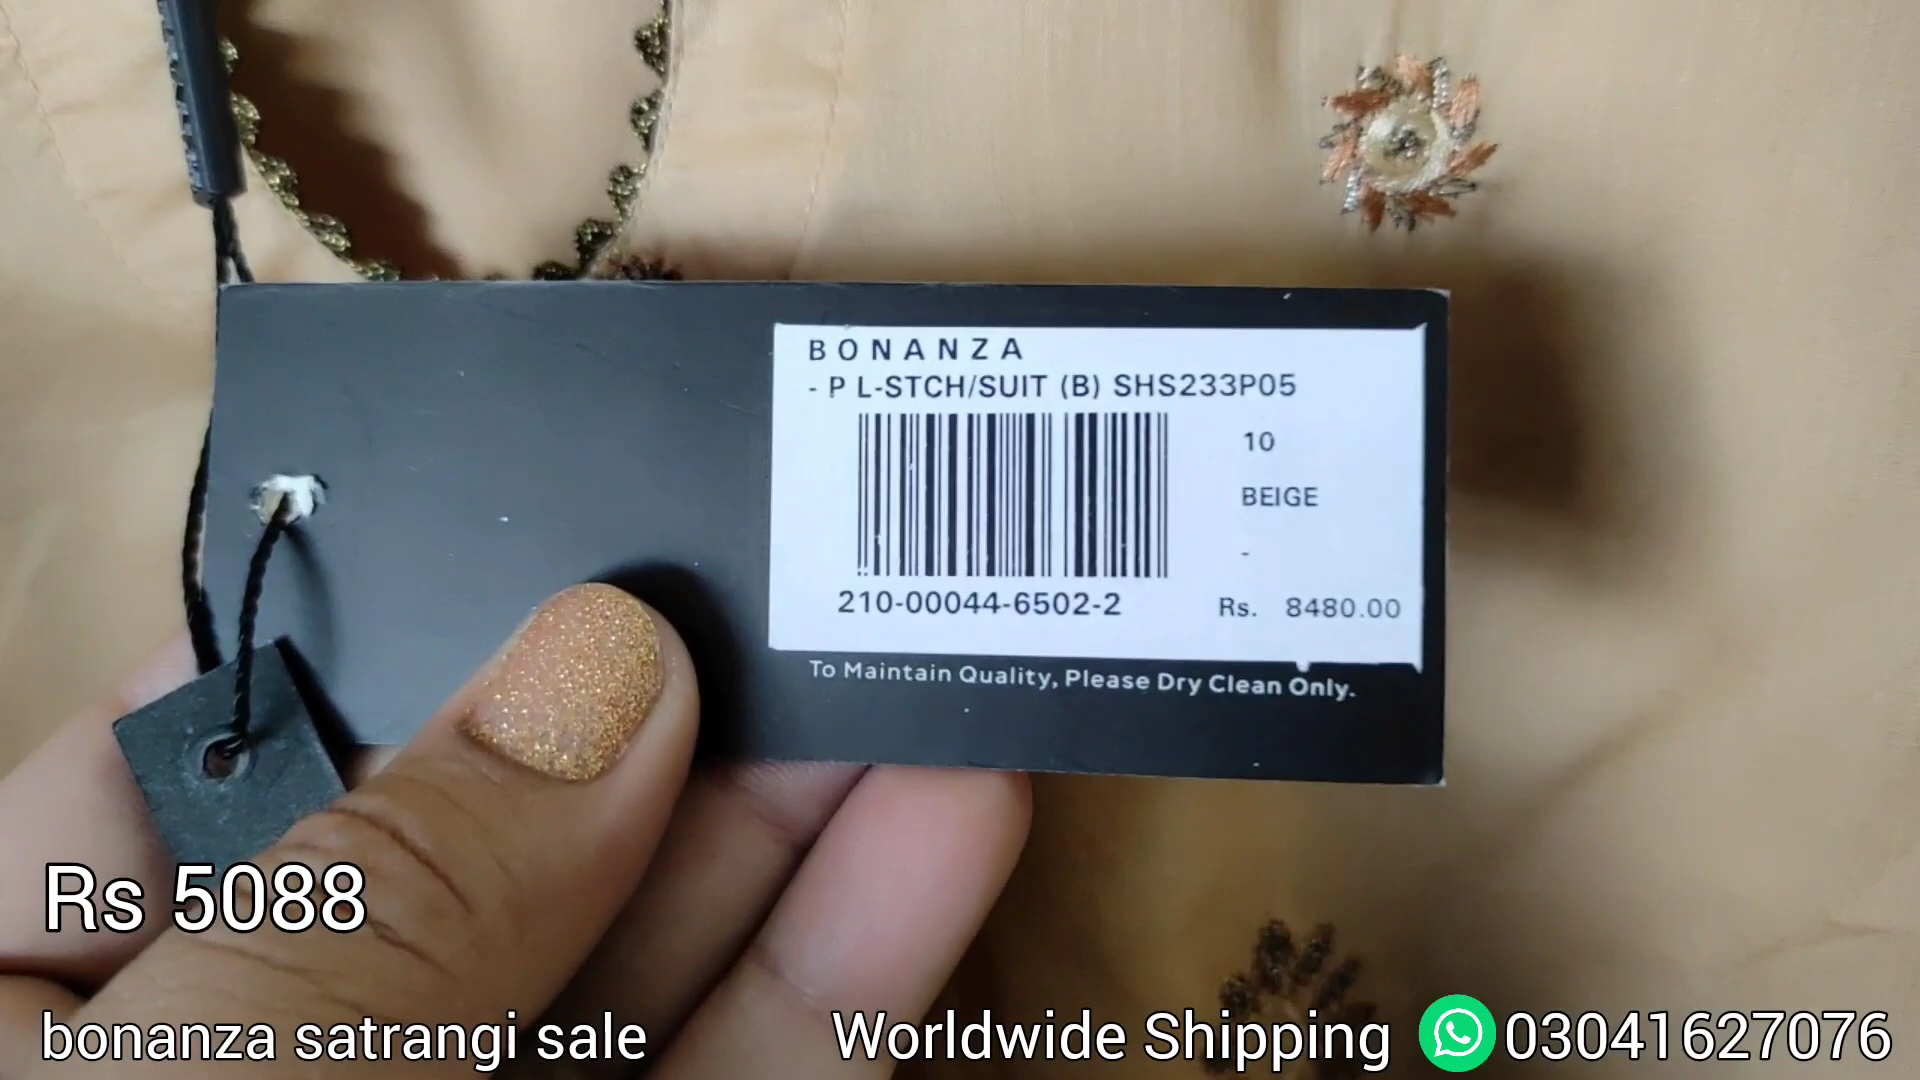 BONANZA
- P L-STCH/SUIT (B) SHS233P05
10
BEIGE
-
210-00044-6502-2
Rs. 8480.00
To Maintain Quality, Please Dry Clean Only.
Rs 5088
bonanza satrangi sale
Worldwide Shipping 03041627076